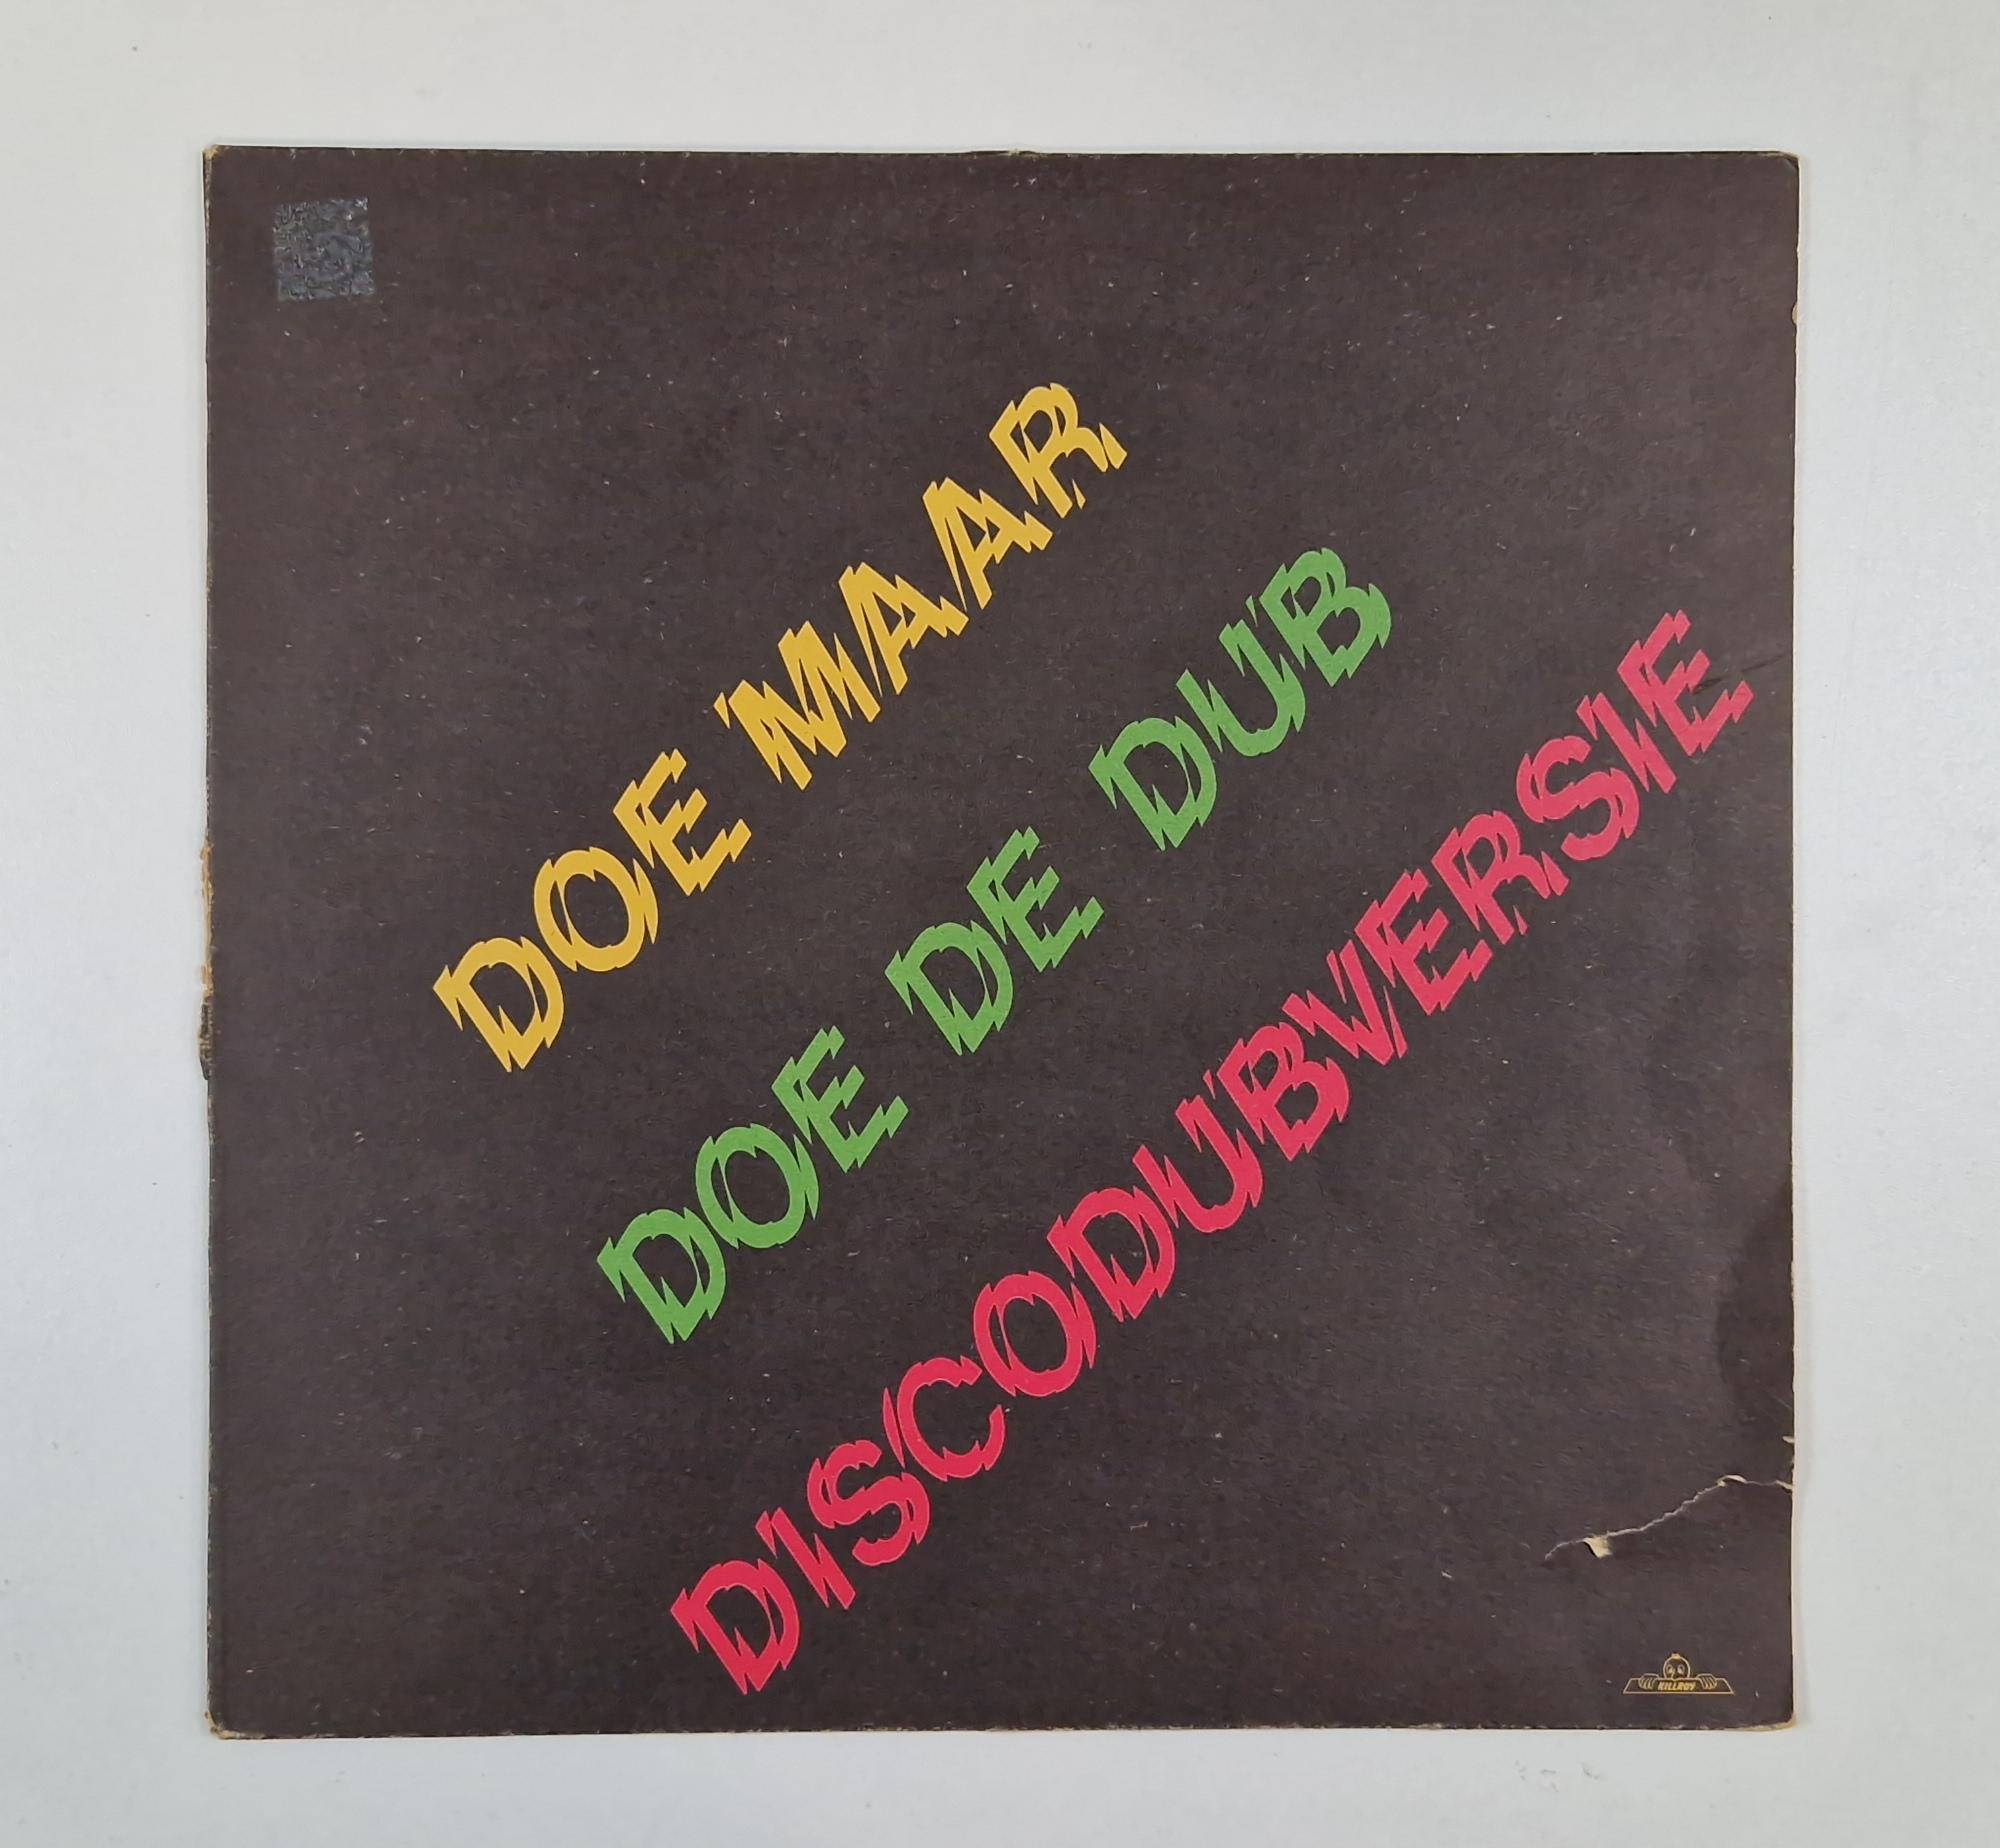 DOE MAAR
DOE DE DUB
DISCODUBVERSIE
KILLROY